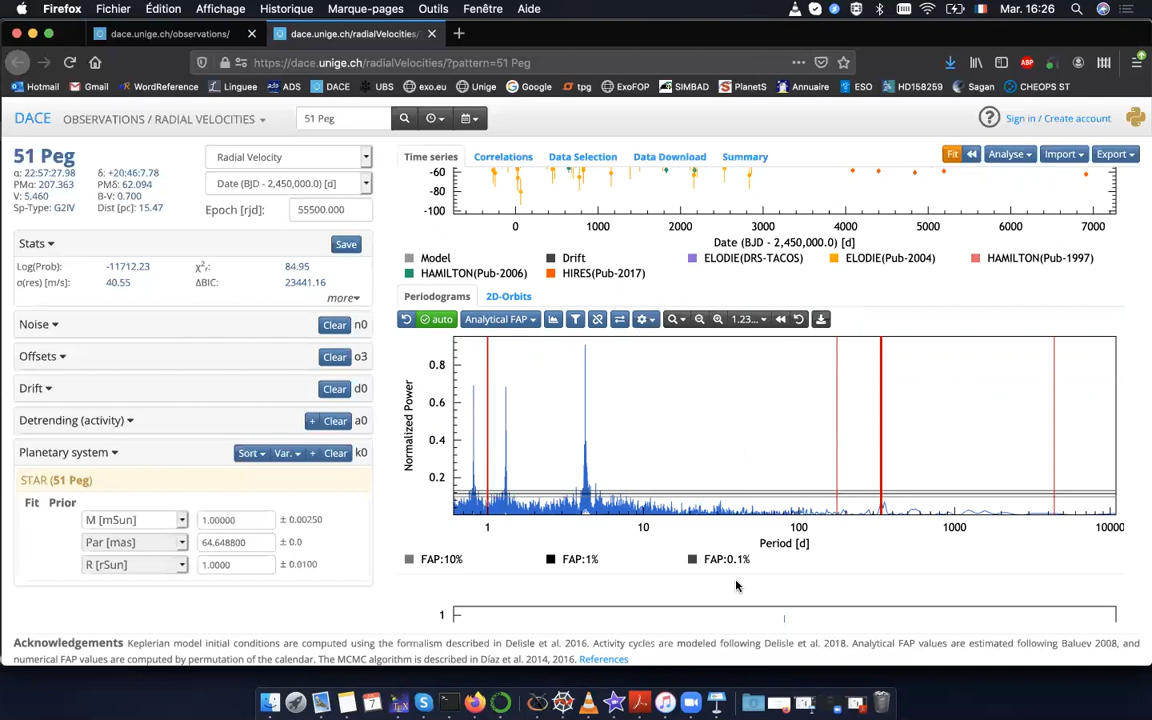 Firefox Fichier Édition Affichage Historique Marque-pages Outils Fenêtre Aide Mar. 16:26
dace.unige.ch/observations/ dace.unige.ch/radialVelocities/
https://dace.unige.ch/radialVelocities/?pattern=51 Peg
Hotmail Gmail WordReference Linguee ADS DACE UBS exo.eu Unige Google tpg ExoFOP SIMBAD PlanetS Annuaire ESO HD158259 Sagan CHEOPS ST
DACE OBSERVATIONS / RADIAL VELOCITIES 51 Peg Sign in / Create account
51 Peg
α: 22:57:27.98 δ: +20:46:7.78
PMα: 207.363 PMδ: 62.094
V: 5.460 B-V: 0.700
Sp-Type: G2IV Dist [pc]: 15.47
Radial Velocity
Date (BJD - 2,450,000.0) [d]
Epoch [rjd]: 55500.000
Stats Save
Log(Prob): -11712.23 χ²ᵣ: 84.95
σ(res) [m/s]: 40.55 ΔBIC: 23441.16
more
Noise Clear n0
Offsets Clear o3
Drift Clear d0
Detrending (activity) + Clear a0
Planetary system Sort Var. + Clear k0
STAR (51 Peg)
Fit Prior
M [mSun] 1.00000 ± 0.00250
Par [mas] 64.648800 ± 0.0
R [rSun] 1.0000 ± 0.0100
Time series Correlations Data Selection Data Download Summary Fit Analyse Import Export
-60
-100
0 1000 2000 3000 4000 5000 6000 7000
Date (BJD - 2,450,000.0) [d]
Model Drift ELODIE(DRS-TACOS) ELODIE(Pub-2004) HAMILTON(Pub-1997)
HAMILTON(Pub-2006) HIRES(Pub-2017)
Periodograms 2D-Orbits
auto Analytical FAP 1.23...
Normalized Power
0.8
0.6
0.4
0.2
1 10 100 1000 10000
Period [d]
FAP:10% FAP:1% FAP:0.1%
1
Acknowledgements Keplerian model initial conditions are computed using the formalism described in Delisle et al. 2016. Activity cycles are modeled following Delisle et al. 2018. Analytical FAP values are estimated following Baluev 2008, and
numerical FAP values are computed by permutation of the calendar. The MCMC algorithm is described in Díaz et al. 2014, 2016. References